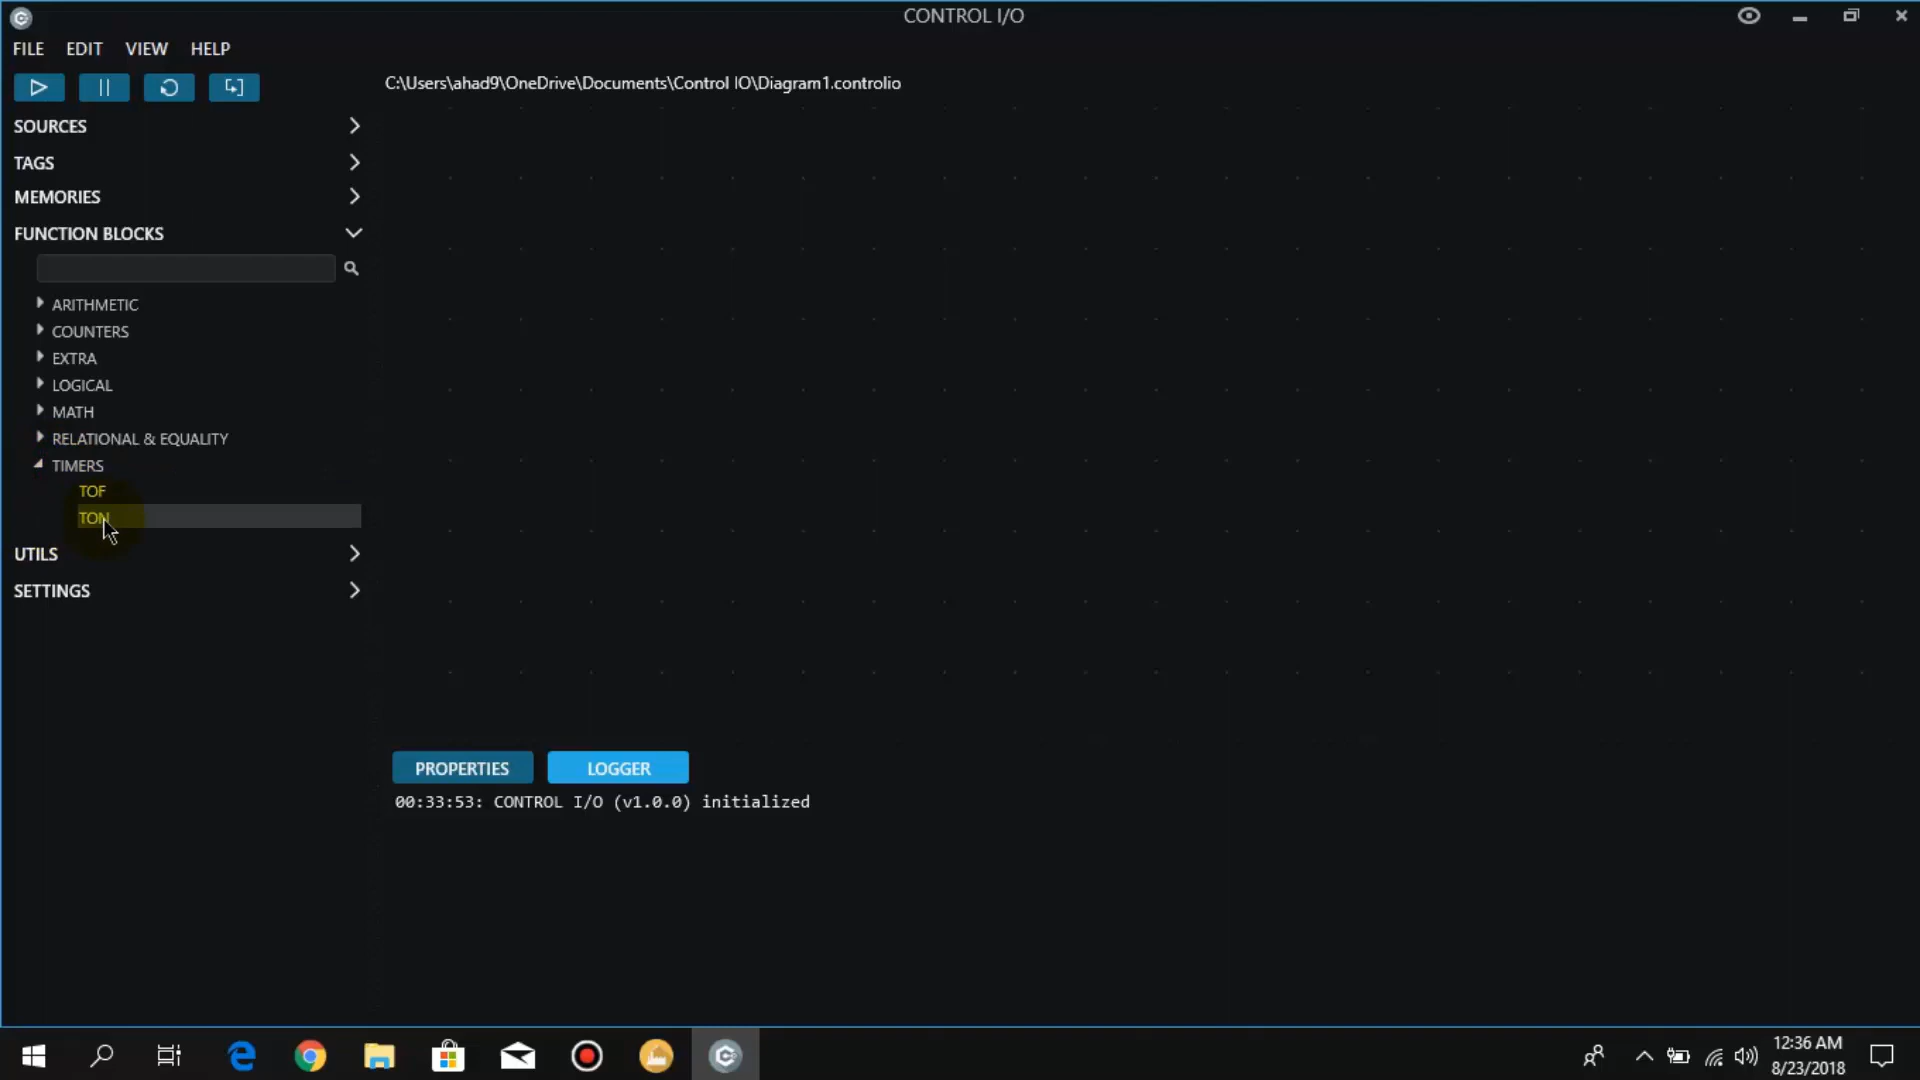 CONTROL I/O
FILE EDIT VIEW HELP
C:\Users\ahad9\OneDrive\Documents\Control IO\Diagram1.controlio
SOURCES
TAGS
MEMORIES
FUNCTION BLOCKS
ARITHMETIC
COUNTERS
EXTRA
LOGICAL
MATH
RELATIONAL & EQUALITY
TIMERS
TOF
TON
UTILS
SETTINGS
PROPERTIES LOGGER
00:33:53: CONTROL I/O (v1.0.0) initialized
12:36 AM
8/23/2018